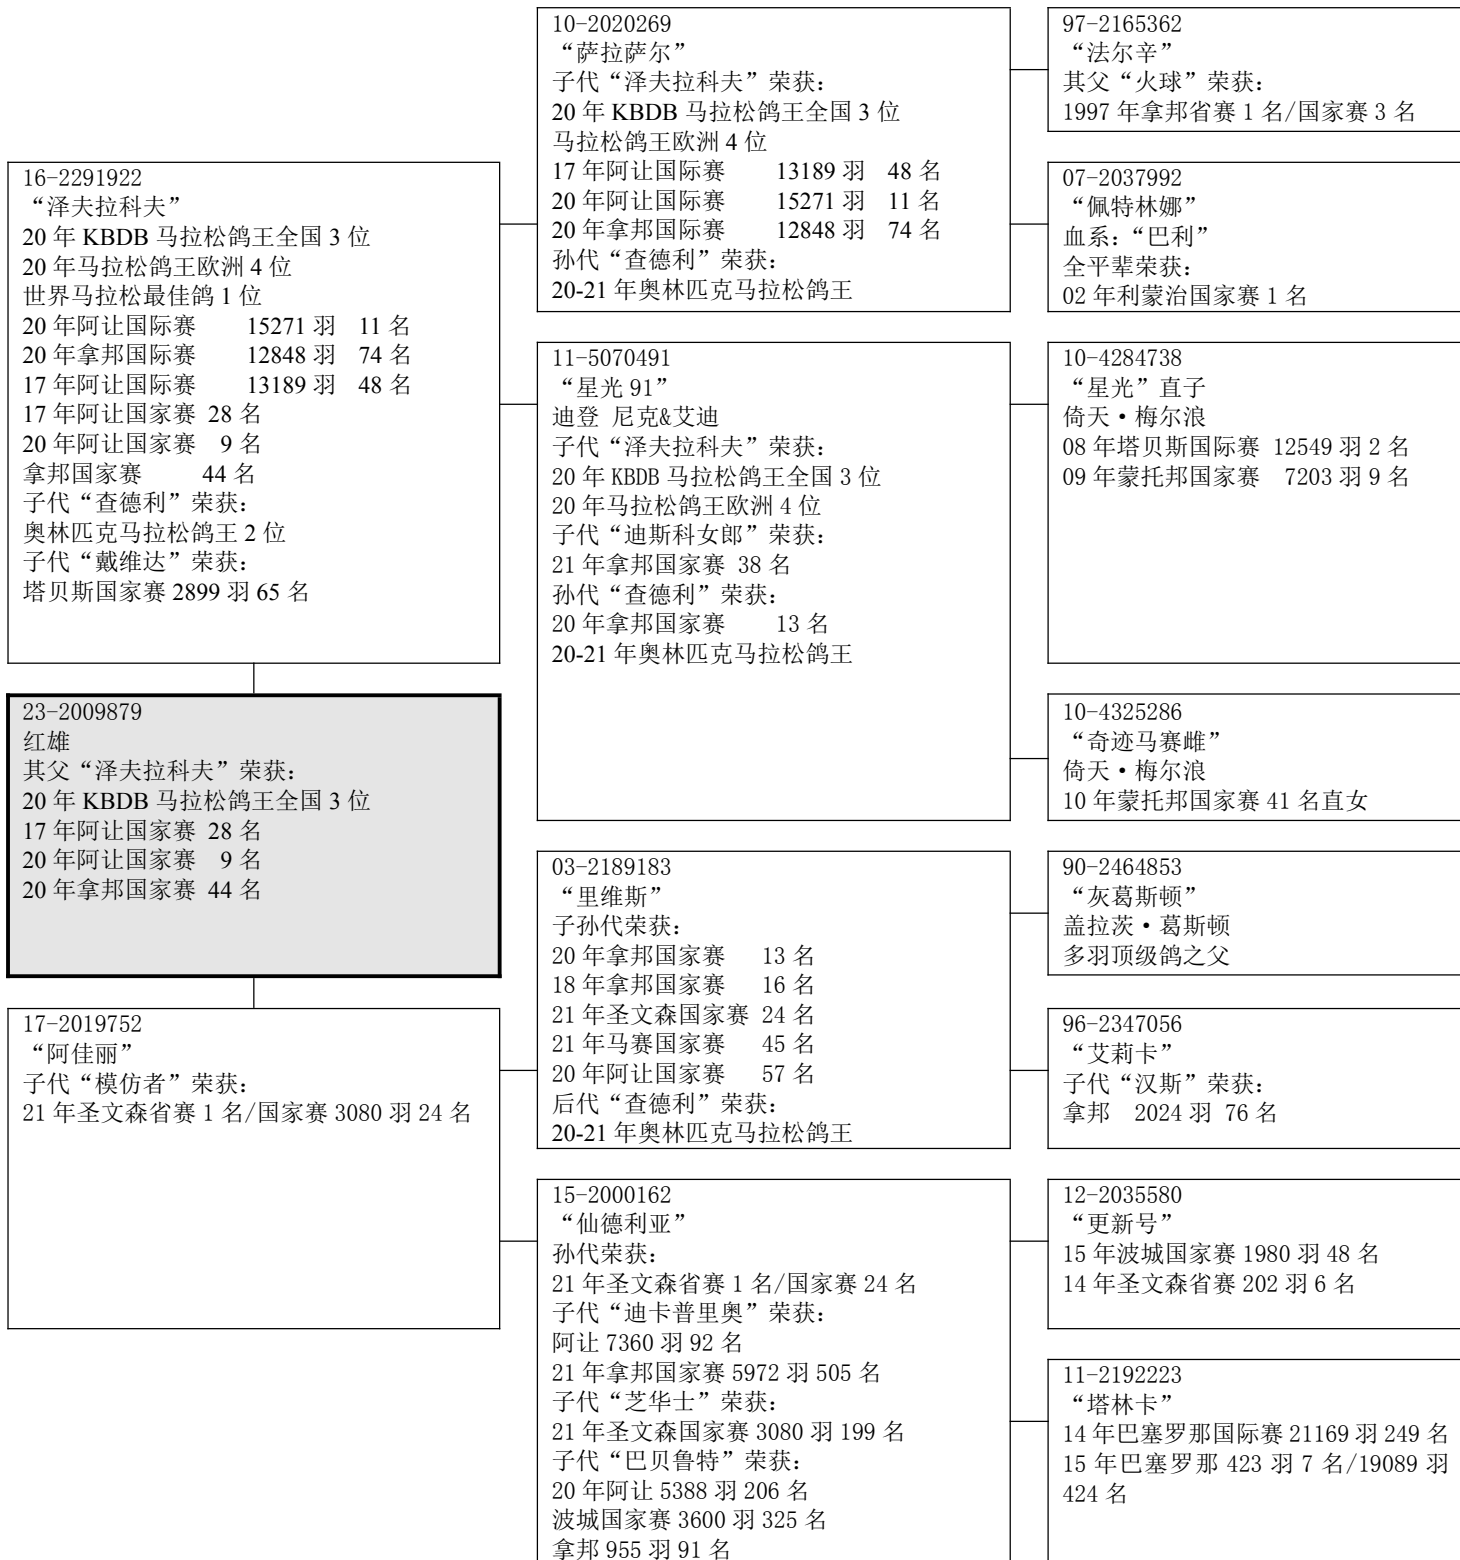 16-2291922
“泽夫拉科夫”
20 年 KBDB 马拉松鸽王全国 3 位
20 年马拉松鸽王欧洲 4 位
世界马拉松最佳鸽 1 位
20 年阿让国际赛 15271 羽 11 名
20 年拿邦国际赛 12848 羽 74 名
17 年阿让国际赛 13189 羽 48 名
17 年阿让国家赛 28 名
20 年阿让国家赛 9 名
拿邦国家赛 44 名
子代“查德利”荣获：
奥林匹克马拉松鸽王 2 位
子代“戴维达”荣获：
塔贝斯国家赛 2899 羽 65 名
23-2009879
红雄
其父“泽夫拉科夫”荣获：
20 年 KBDB 马拉松鸽王全国 3 位
17 年阿让国家赛 28 名
20 年阿让国家赛 9 名
20 年拿邦国家赛 44 名
17-2019752
“阿佳丽”
子代“模仿者”荣获：
21 年圣文森省赛 1 名/国家赛 3080 羽 24 名
10-2020269
“萨拉萨尔”
子代“泽夫拉科夫”荣获：
20 年 KBDB 马拉松鸽王全国 3 位
马拉松鸽王欧洲 4 位
17 年阿让国际赛 13189 羽 48 名
20 年阿让国际赛 15271 羽 11 名
20 年拿邦国际赛 12848 羽 74 名
孙代“查德利”荣获：
20-21 年奥林匹克马拉松鸽王
11-5070491
“星光 91”
迪登 尼克&艾迪
子代“泽夫拉科夫”荣获：
20 年 KBDB 马拉松鸽王全国 3 位
20 年马拉松鸽王欧洲 4 位
子代“迪斯科女郎”荣获：
21 年拿邦国家赛 38 名
孙代“查德利”荣获：
20 年拿邦国家赛 13 名
20-21 年奥林匹克马拉松鸽王
03-2189183
“里维斯”
子孙代荣获：
20 年拿邦国家赛 13 名
18 年拿邦国家赛 16 名
21 年圣文森国家赛 24 名
21 年马赛国家赛 45 名
20 年阿让国家赛 57 名
后代“查德利”荣获：
20-21 年奥林匹克马拉松鸽王
15-2000162
“仙德利亚”
孙代荣获：
21 年圣文森省赛 1 名/国家赛 24 名
子代“迪卡普里奥”荣获：
阿让 7360 羽 92 名
21 年拿邦国家赛 5972 羽 505 名
子代“芝华士”荣获：
21 年圣文森国家赛 3080 羽 199 名
子代“巴贝鲁特”荣获：
20 年阿让 5388 羽 206 名
波城国家赛 3600 羽 325 名
拿邦 955 羽 91 名
97-2165362
“法尔辛”
其父“火球”荣获：
1997 年拿邦省赛 1 名/国家赛 3 名
07-2037992
“佩特林娜”
血系：“巴利”
全平辈荣获：
02 年利蒙治国家赛 1 名
10-4284738
“星光”直子
倚天·梅尔浪
08 年塔贝斯国际赛 12549 羽 2 名
09 年蒙托邦国家赛 7203 羽 9 名
10-4325286
“奇迹马赛雌”
倚天·梅尔浪
10 年蒙托邦国家赛 41 名直女
90-2464853
“灰葛斯顿”
盖拉茨·葛斯顿
多羽顶级鸽之父
96-2347056
“艾莉卡”
子代“汉斯”荣获：
拿邦 2024 羽 76 名
12-2035580
“更新号”
15 年波城国家赛 1980 羽 48 名
14 年圣文森省赛 202 羽 6 名
11-2192223
“塔林卡”
14 年巴塞罗那国际赛 21169 羽 249 名
15 年巴塞罗那 423 羽 7 名/19089 羽
424 名